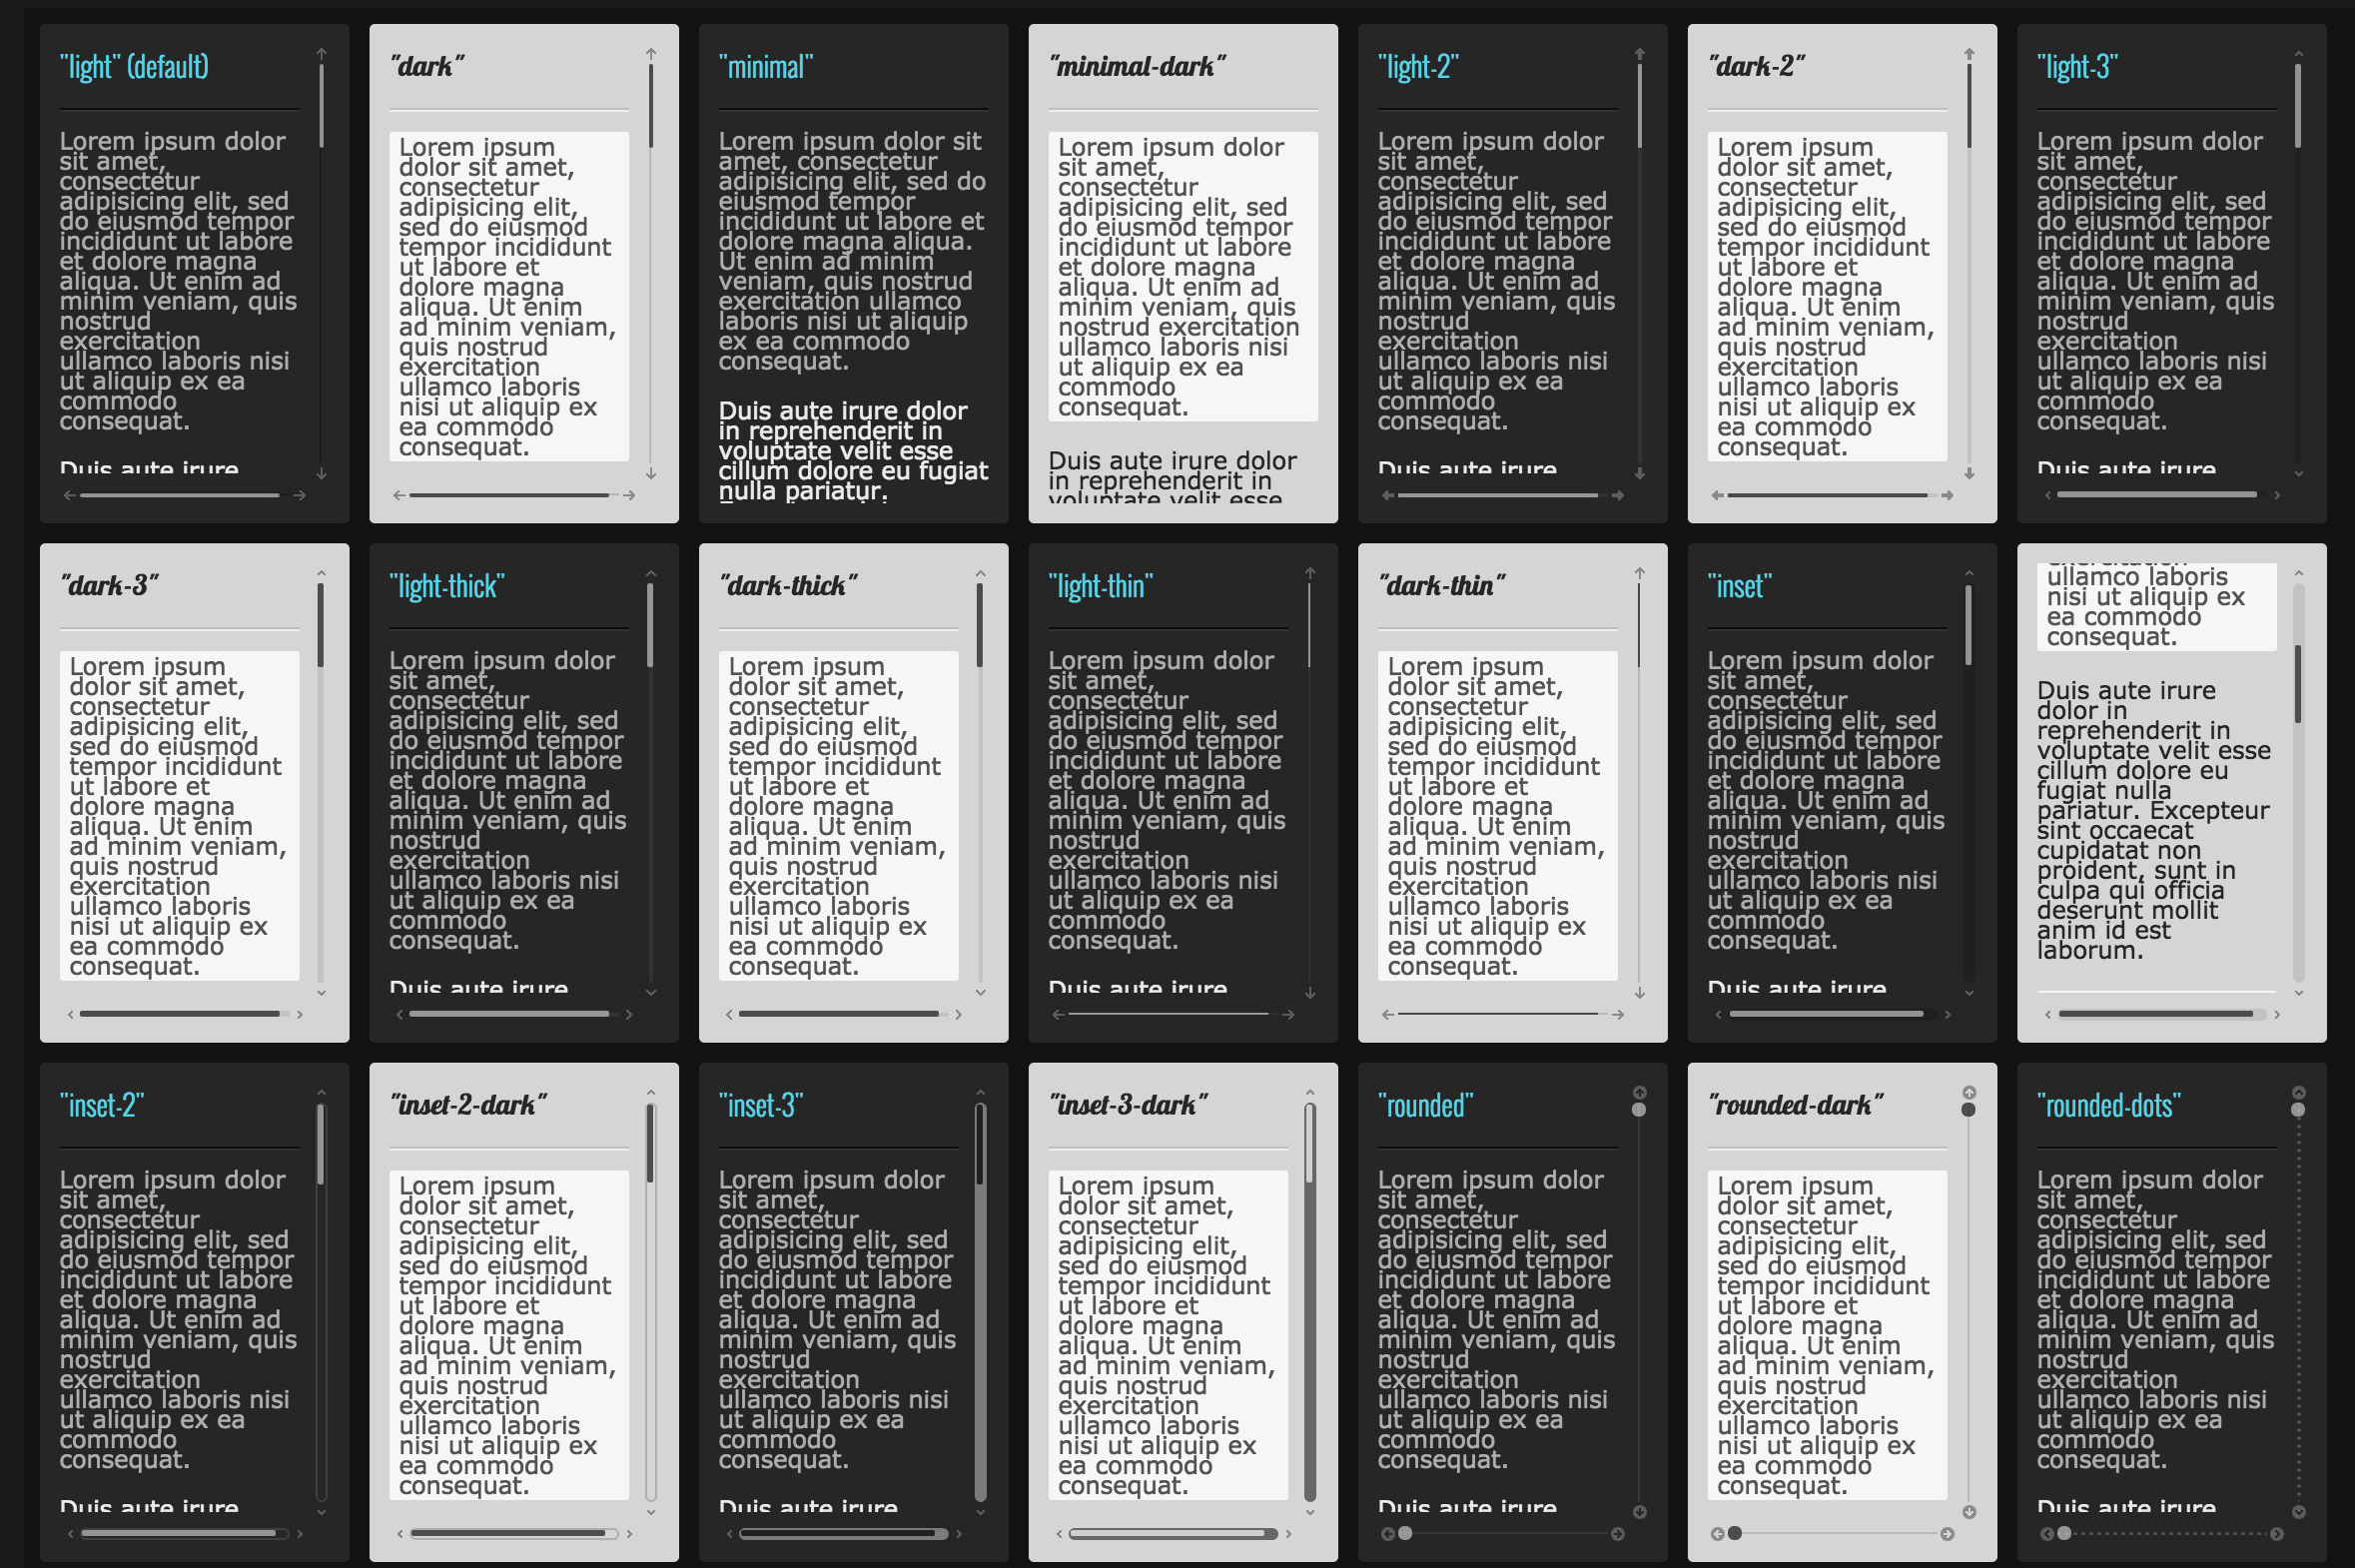 "light" (default)
Lorem ipsum dolor
sit amet,
consectetur
adipisicing elit, sed
do eiusmod tempor
incididunt ut labore
et dolore magna
aliqua. Ut enim ad
minim veniam, quis
nostrud
exercitation
ullamco laboris nisi
ut aliquip ex ea
commodo
consequat.
Duis aute irure
"dark"
Lorem ipsum
dolor sit amet,
consectetur
adipisicing elit,
sed do eiusmod
tempor incididunt
ut labore et
dolore magna
aliqua. Ut enim
ad minim veniam,
quis nostrud
exercitation
ullamco laboris
nisi ut aliquip ex
ea commodo
consequat.
"minimal"
Lorem ipsum dolor sit
amet, consectetur
adipisicing elit, sed do
eiusmod tempor
incididunt ut labore et
dolore magna aliqua.
Ut enim ad minim
veniam, quis nostrud
exercitation ullamco
laboris nisi ut aliquip
ex ea commodo
consequat.
Duis aute irure dolor
in reprehenderit in
voluptate velit esse
cillum dolore eu fugiat
nulla pariatur.
"minimal-dark"
Lorem ipsum dolor
sit amet,
consectetur
adipisicing elit, sed
do eiusmod tempor
incididunt ut labore
et dolore magna
aliqua. Ut enim ad
minim veniam, quis
nostrud exercitation
ullamco laboris nisi
ut aliquip ex ea
commodo
consequat.
Duis aute irure dolor
in reprehenderit in
voluptate velit esse
"light-2"
Lorem ipsum dolor
sit amet,
consectetur
adipisicing elit, sed
do eiusmod tempor
incididunt ut labore
et dolore magna
aliqua. Ut enim ad
minim veniam, quis
nostrud
exercitation
ullamco laboris nisi
ut aliquip ex ea
commodo
consequat.
Duis aute irure
"dark-2"
Lorem ipsum
dolor sit amet,
consectetur
adipisicing elit,
sed do eiusmod
tempor incididunt
ut labore et
dolore magna
aliqua. Ut enim
ad minim veniam,
quis nostrud
exercitation
ullamco laboris
nisi ut aliquip ex
ea commodo
consequat.
"light-3"
Lorem ipsum dolor
sit amet,
consectetur
adipisicing elit, sed
do eiusmod tempor
incididunt ut labore
et dolore magna
aliqua. Ut enim ad
minim veniam, quis
nostrud
exercitation
ullamco laboris nisi
ut aliquip ex ea
commodo
consequat.
Duis aute irure
"dark-3"
Lorem ipsum
dolor sit amet,
consectetur
adipisicing elit,
sed do eiusmod
tempor incididunt
ut labore et
dolore magna
aliqua. Ut enim
ad minim veniam,
quis nostrud
exercitation
ullamco laboris
nisi ut aliquip ex
ea commodo
consequat.
"light-thick"
Lorem ipsum dolor
sit amet,
consectetur
adipisicing elit, sed
do eiusmod tempor
incididunt ut labore
et dolore magna
aliqua. Ut enim ad
minim veniam, quis
nostrud
exercitation
ullamco laboris nisi
ut aliquip ex ea
commodo
consequat.
Duis aute irure
"dark-thick"
Lorem ipsum
dolor sit amet,
consectetur
adipisicing elit,
sed do eiusmod
tempor incididunt
ut labore et
dolore magna
aliqua. Ut enim
ad minim veniam,
quis nostrud
exercitation
ullamco laboris
nisi ut aliquip ex
ea commodo
consequat.
"light-thin"
Lorem ipsum dolor
sit amet,
consectetur
adipisicing elit, sed
do eiusmod tempor
incididunt ut labore
et dolore magna
aliqua. Ut enim ad
minim veniam, quis
nostrud
exercitation
ullamco laboris nisi
ut aliquip ex ea
commodo
consequat.
Duis aute irure
"dark-thin"
Lorem ipsum
dolor sit amet,
consectetur
adipisicing elit,
sed do eiusmod
tempor incididunt
ut labore et
dolore magna
aliqua. Ut enim
ad minim veniam,
quis nostrud
exercitation
ullamco laboris
nisi ut aliquip ex
ea commodo
consequat.
"inset"
Lorem ipsum dolor
sit amet,
consectetur
adipisicing elit, sed
do eiusmod tempor
incididunt ut labore
et dolore magna
aliqua. Ut enim ad
minim veniam, quis
nostrud
exercitation
ullamco laboris nisi
ut aliquip ex ea
commodo
consequat.
Duis aute irure
exercitation
ullamco laboris
nisi ut aliquip ex
ea commodo
consequat.
Duis aute irure
dolor in
reprehenderit in
voluptate velit esse
cillum dolore eu
fugiat nulla
pariatur. Excepteur
sint occaecat
cupidatat non
proident, sunt in
culpa qui officia
deserunt mollit
anim id est
laborum.
"inset-2"
Lorem ipsum dolor
sit amet,
consectetur
adipisicing elit, sed
do eiusmod tempor
incididunt ut labore
et dolore magna
aliqua. Ut enim ad
minim veniam, quis
nostrud
exercitation
ullamco laboris nisi
ut aliquip ex ea
commodo
consequat.
Duis aute irure
"inset-2-dark"
Lorem ipsum
dolor sit amet,
consectetur
adipisicing elit,
sed do eiusmod
tempor incididunt
ut labore et
dolore magna
aliqua. Ut enim
ad minim veniam,
quis nostrud
exercitation
ullamco laboris
nisi ut aliquip ex
ea commodo
consequat.
"inset-3"
Lorem ipsum dolor
sit amet,
consectetur
adipisicing elit, sed
do eiusmod tempor
incididunt ut labore
et dolore magna
aliqua. Ut enim ad
minim veniam, quis
nostrud
exercitation
ullamco laboris nisi
ut aliquip ex ea
commodo
consequat.
Duis aute irure
"inset-3-dark"
Lorem ipsum
dolor sit amet,
consectetur
adipisicing elit,
sed do eiusmod
tempor incididunt
ut labore et
dolore magna
aliqua. Ut enim
ad minim veniam,
quis nostrud
exercitation
ullamco laboris
nisi ut aliquip ex
ea commodo
consequat.
"rounded"
Lorem ipsum dolor
sit amet,
consectetur
adipisicing elit, sed
do eiusmod tempor
incididunt ut labore
et dolore magna
aliqua. Ut enim ad
minim veniam, quis
nostrud
exercitation
ullamco laboris nisi
ut aliquip ex ea
commodo
consequat.
Duis aute irure
"rounded-dark"
Lorem ipsum
dolor sit amet,
consectetur
adipisicing elit,
sed do eiusmod
tempor incididunt
ut labore et
dolore magna
aliqua. Ut enim
ad minim veniam,
quis nostrud
exercitation
ullamco laboris
nisi ut aliquip ex
ea commodo
consequat.
"rounded-dots"
Lorem ipsum dolor
sit amet,
consectetur
adipisicing elit, sed
do eiusmod tempor
incididunt ut labore
et dolore magna
aliqua. Ut enim ad
minim veniam, quis
nostrud
exercitation
ullamco laboris nisi
ut aliquip ex ea
commodo
consequat.
Duis aute irure